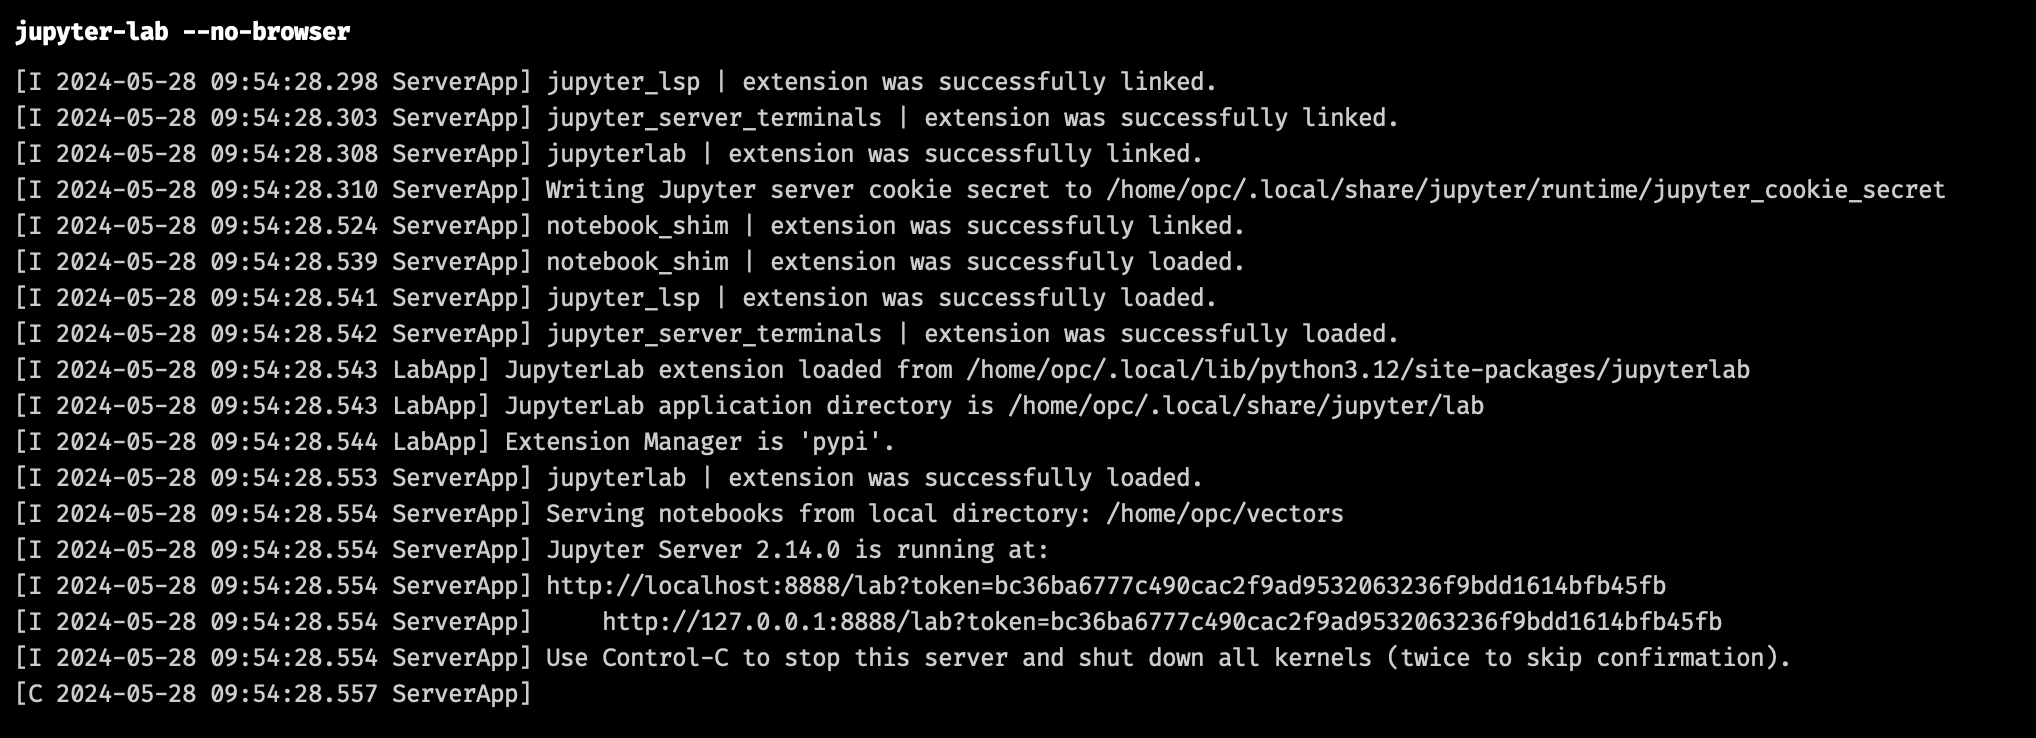 jupyter-lab --no-browser
[I 2024-05-28 09:54:28.298 ServerApp] jupyter_lsp | extension was successfully linked.
[I 2024-05-28 09:54:28.303 ServerApp] jupyter_server_terminals | extension was successfully linked.
[I 2024-05-28 09:54:28.308 ServerApp] jupyterlab | extension was successfully linked.
[I 2024-05-28 09:54:28.310 ServerApp] Writing Jupyter server cookie secret to /home/opc/.local/share/jupyter/runtime/jupyter_cookie_secret
[I 2024-05-28 09:54:28.524 ServerApp] notebook_shim | extension was successfully linked.
[I 2024-05-28 09:54:28.539 ServerApp] notebook_shim | extension was successfully loaded.
[I 2024-05-28 09:54:28.541 ServerApp] jupyter_lsp | extension was successfully loaded.
[I 2024-05-28 09:54:28.542 ServerApp] jupyter_server_terminals | extension was successfully loaded.
[I 2024-05-28 09:54:28.543 LabApp] JupyterLab extension loaded from /home/opc/.local/lib/python3.12/site-packages/jupyterlab
[I 2024-05-28 09:54:28.543 LabApp] JupyterLab application directory is /home/opc/.local/share/jupyter/lab
[I 2024-05-28 09:54:28.544 LabApp] Extension Manager is 'pypi'.
[I 2024-05-28 09:54:28.553 ServerApp] jupyterlab | extension was successfully loaded.
[I 2024-05-28 09:54:28.554 ServerApp] Serving notebooks from local directory: /home/opc/vectors
[I 2024-05-28 09:54:28.554 ServerApp] Jupyter Server 2.14.0 is running at:
[I 2024-05-28 09:54:28.554 ServerApp] http://localhost:8888/lab?token=bc36ba6777c490cac2f9ad9532063236f9bdd1614bfb45fb
[I 2024-05-28 09:54:28.554 ServerApp]     http://127.0.0.1:8888/lab?token=bc36ba6777c490cac2f9ad9532063236f9bdd1614bfb45fb
[I 2024-05-28 09:54:28.554 ServerApp] Use Control-C to stop this server and shut down all kernels (twice to skip confirmation).
[C 2024-05-28 09:54:28.557 ServerApp]